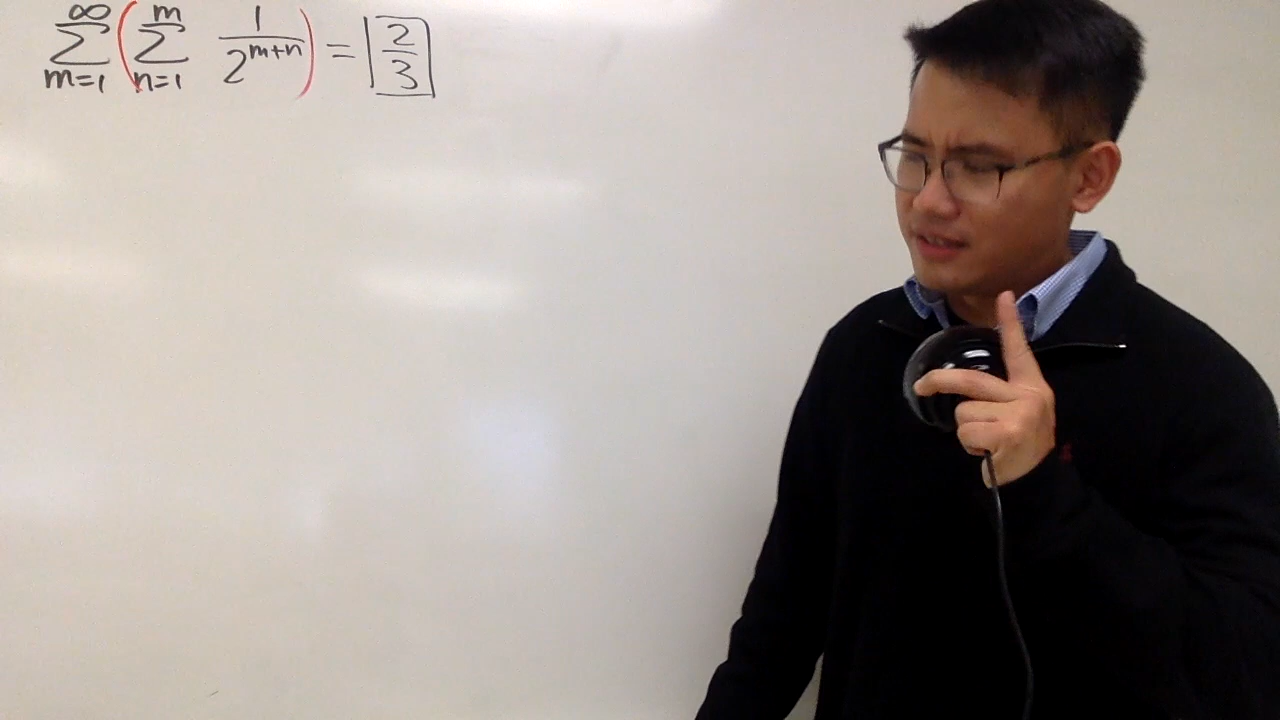 ∞∑m=1 (m∑n=1 1/2^(m+n)) = 2/3